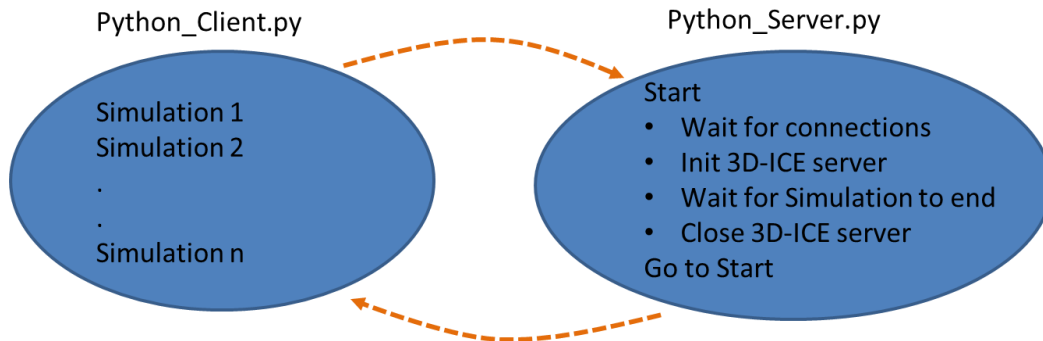 Python_Client.py
Simulation 1
Simulation 2
.
.
Simulation n
Python_Server.py
Start
• Wait for connections
• Init 3D-ICE server
• Wait for Simulation to end
• Close 3D-ICE server
Go to Start